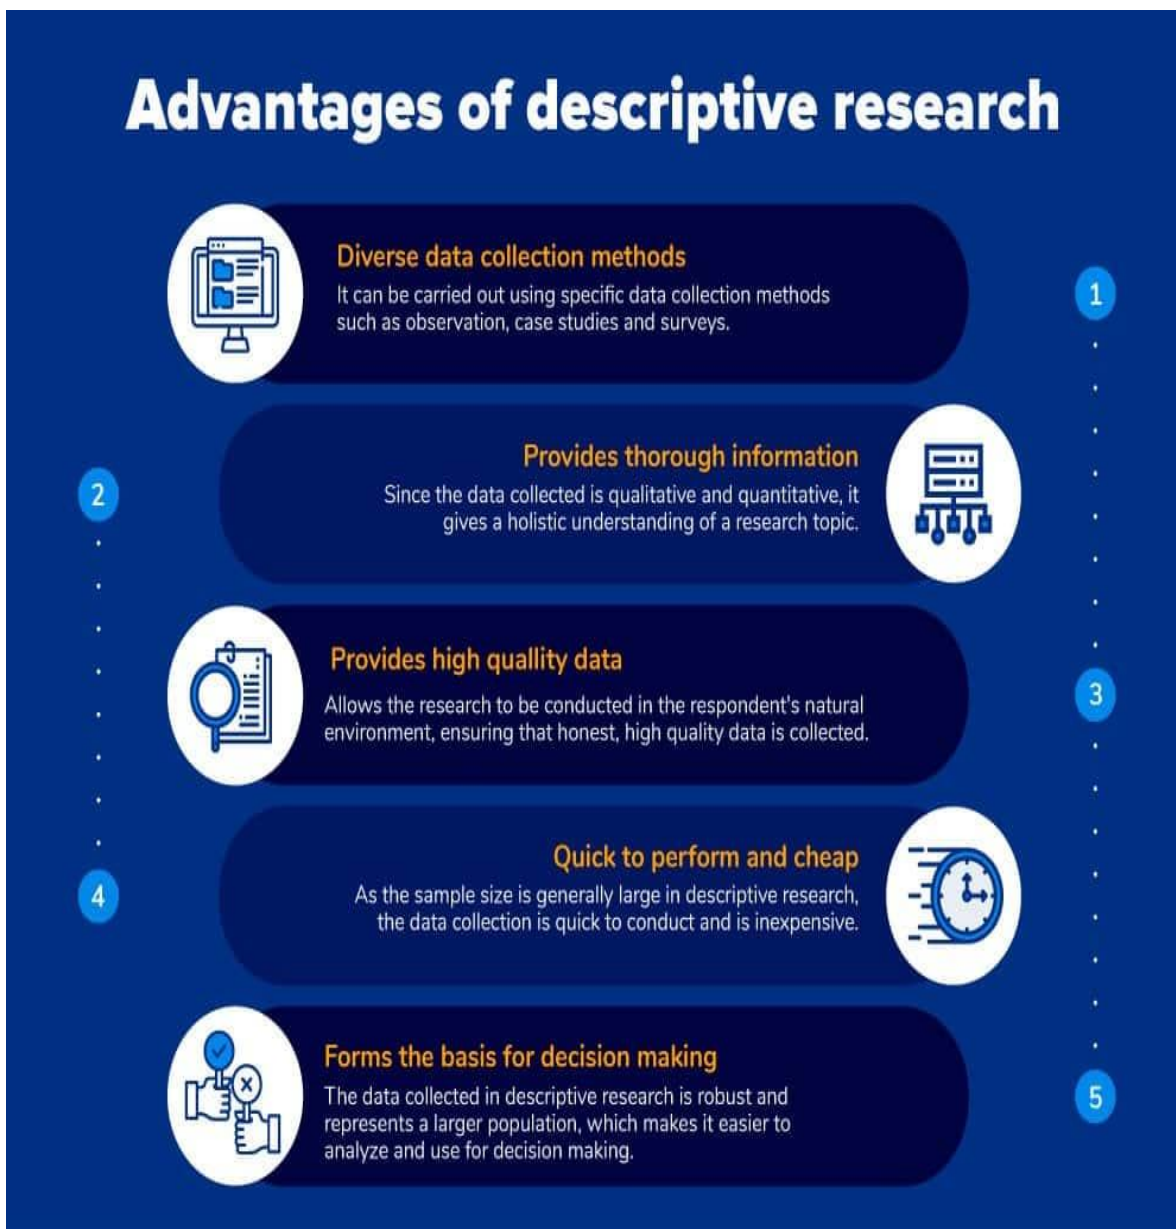 Advantages of descriptive research
Diverse data collection methods
It can be carried out using specific data collection methods
such as observation, case studies and surveys.
1
Provides thorough information
Since the data collected is qualitative and quantitative, it
gives a holistic understanding of a research topic.
2
Provides high quallity data
Allows the research to be conducted in the respondent's natural
environment, ensuring that honest, high quality data is collected.
3
Quick to perform and cheap
As the sample size is generally large in descriptive research,
the data collection is quick to conduct and is inexpensive.
4
Forms the basis for decision making
The data collected in descriptive research is robust and
represents a larger population, which makes it easier to
analyze and use for decision making.
5